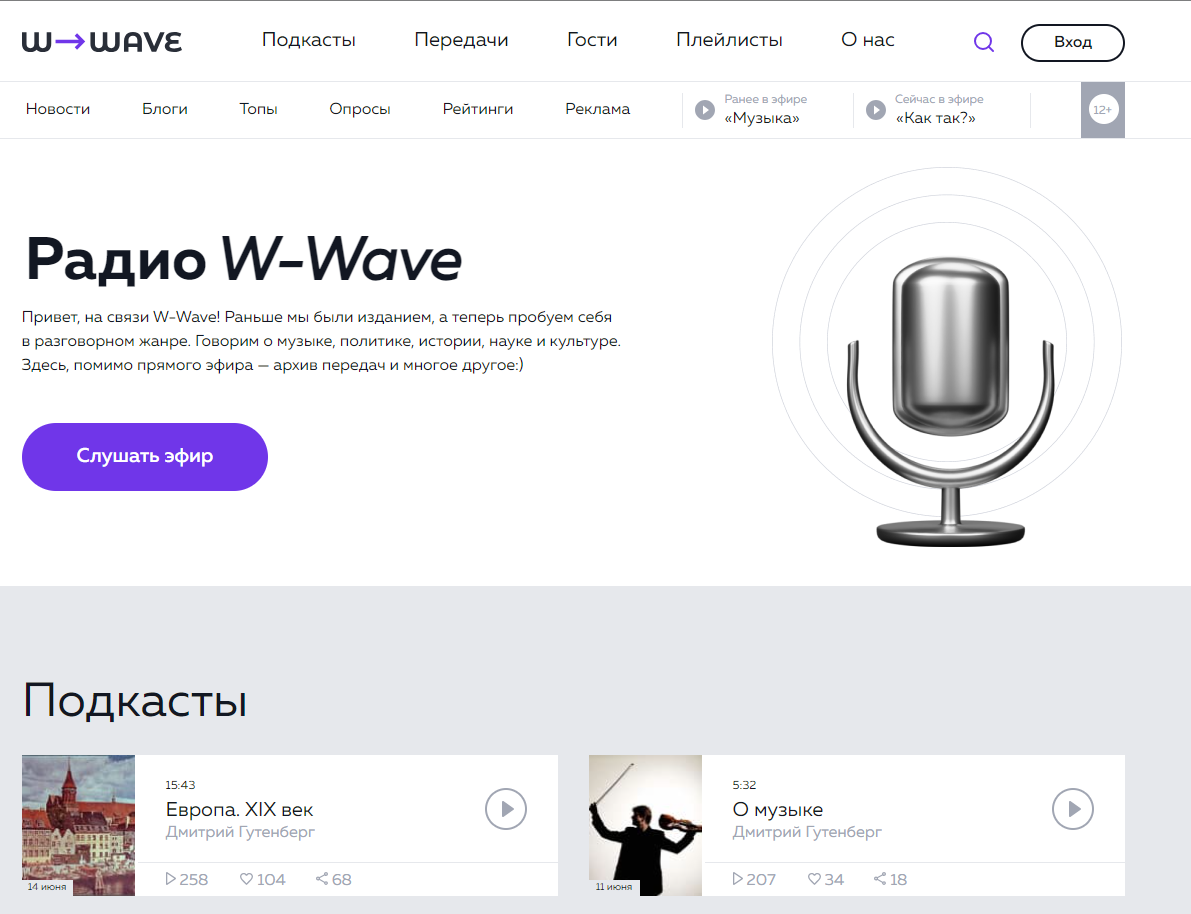 W→WAVE
Подкасты Передачи Гости Плейлисты О нас Вход
Новости Блоги Топы Опросы Рейтинги Реклама
Ранее в эфире
«Музыка»
Сейчас в эфире
«Как так?»
12+
Радио W-Wave
Привет, на связи W-Wave! Раньше мы были изданием, а теперь пробуем себя
в разговорном жанре. Говорим о музыке, политике, истории, науке и культуре.
Здесь, помимо прямого эфира — архив передач и многое другое:)
Слушать эфир
Подкасты
15:43
Европа. XIX век
Дмитрий Гутенберг
258 104 68
14 июня
5:32
О музыке
Дмитрий Гутенберг
207 34 18
11 июня